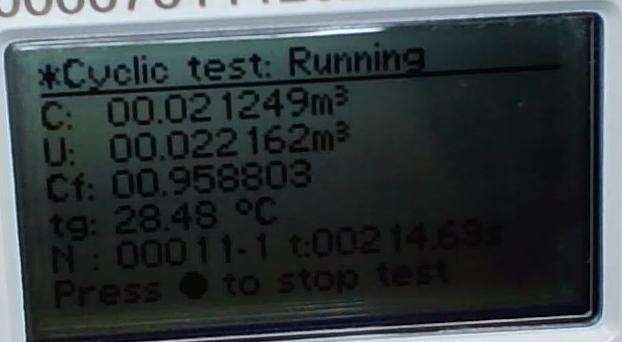 *Cyclic test: Running
C: 00.021249m³
U: 00.022162m³
Cf: 00.958803
tg: 28.48 °C
N : 00011-1 t:00214.63s
Press ● to stop test